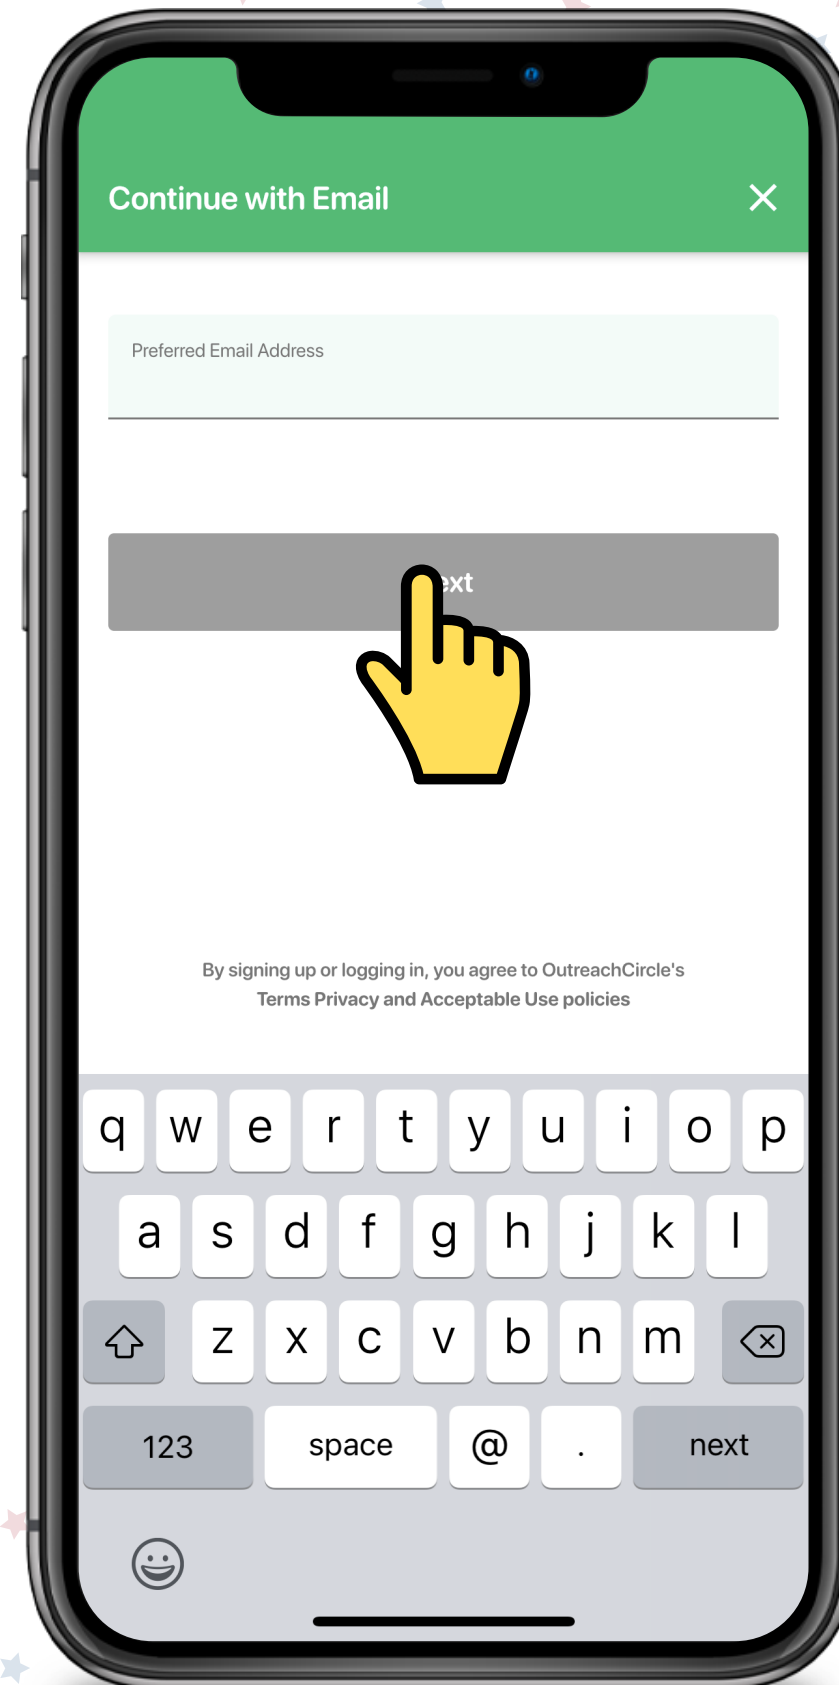 Continue with Email
Preferred Email Address
ext
By signing up or logging in, you agree to OutreachCircle's
Terms Privacy and Acceptable Use policies
q w e r t y u i o p
a s d f g h j k l
z x c v b n m
123 space @ . next